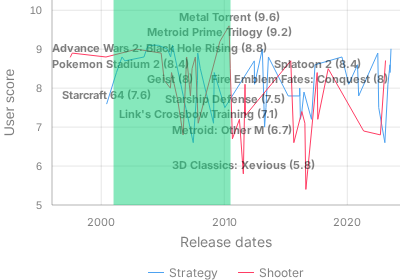 10
9
8
7
6
5
User score
Metal Torrent (9.6)
Metroid Prime Trilogy (9.2)
Advance Wars 2: Black Hole Rising (8.8)
Pokemon Stadium 2 (8.4)
Splatoon 2 (8.4)
Geist (8)
Fire Emblem Fates: Conquest (8)
Starcraft 64 (7.6)
Starship Defense (7.5)
Link's Crossbow Training (7.1)
Metroid: Other M (6.7)
3D Classics: Xevious (5.8)
2000
2010
2020
Release dates
Strategy
Shooter